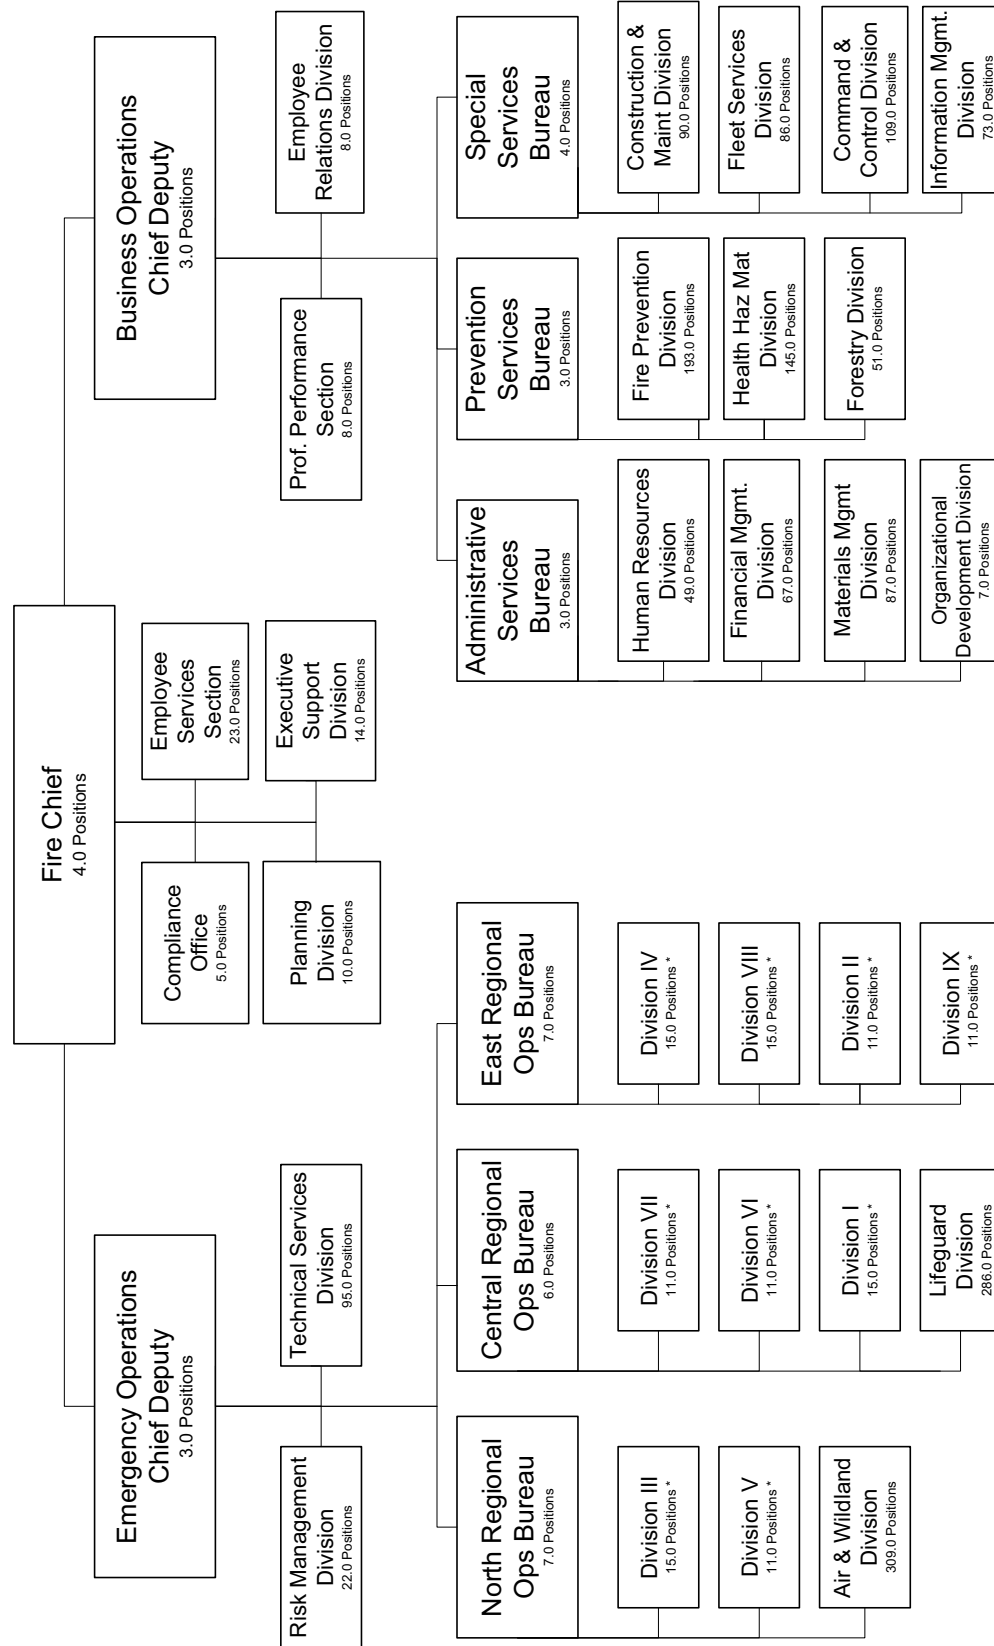 Fire Chief
4.0 Positions
Compliance
Office
5.0 Positions
Employee
Services
Section
23.0 Positions
Planning
Division
10.0 Positions
Executive
Support
Division
14.0 Positions
Emergency Operations
Chief Deputy
3.0 Positions
Risk Management
Division
22.0 Positions
Technical Services
Division
95.0 Positions
North Regional
Ops Bureau
7.0 Positions
Division III
15.0 Positions *
Division V
11.0 Positions *
Air & Wildland
Division
309.0 Positions
Central Regional
Ops Bureau
6.0 Positions
Division VII
11.0 Positions *
Division VI
11.0 Positions *
Division I
15.0 Positions *
Lifeguard
Division
286.0 Positions
East Regional
Ops Bureau
7.0 Positions
Division IV
15.0 Positions *
Division VIII
15.0 Positions *
Division II
11.0 Positions *
Division IX
11.0 Positions *
Business Operations
Chief Deputy
3.0 Positions
Prof. Performance
Section
8.0 Positions
Employee
Relations Division
8.0 Positions
Administrative
Services
Bureau
3.0 Positions
Human Resources
Division
49.0 Positions
Financial Mgmt.
Division
67.0 Positions
Materials Mgmt
Division
87.0 Positions
Organizational
Development Division
7.0 Positions
Prevention
Services
Bureau
3.0 Positions
Fire Prevention
Division
193.0 Positions
Health Haz Mat
Division
145.0 Positions
Forestry Division
51.0 Positions
Special
Services
Bureau
4.0 Positions
Construction &
Maint Division
90.0 Positions
Fleet Services
Division
86.0 Positions
Command &
Control Division
109.0 Positions
Information Mgmt.
Division
73.0 Positions